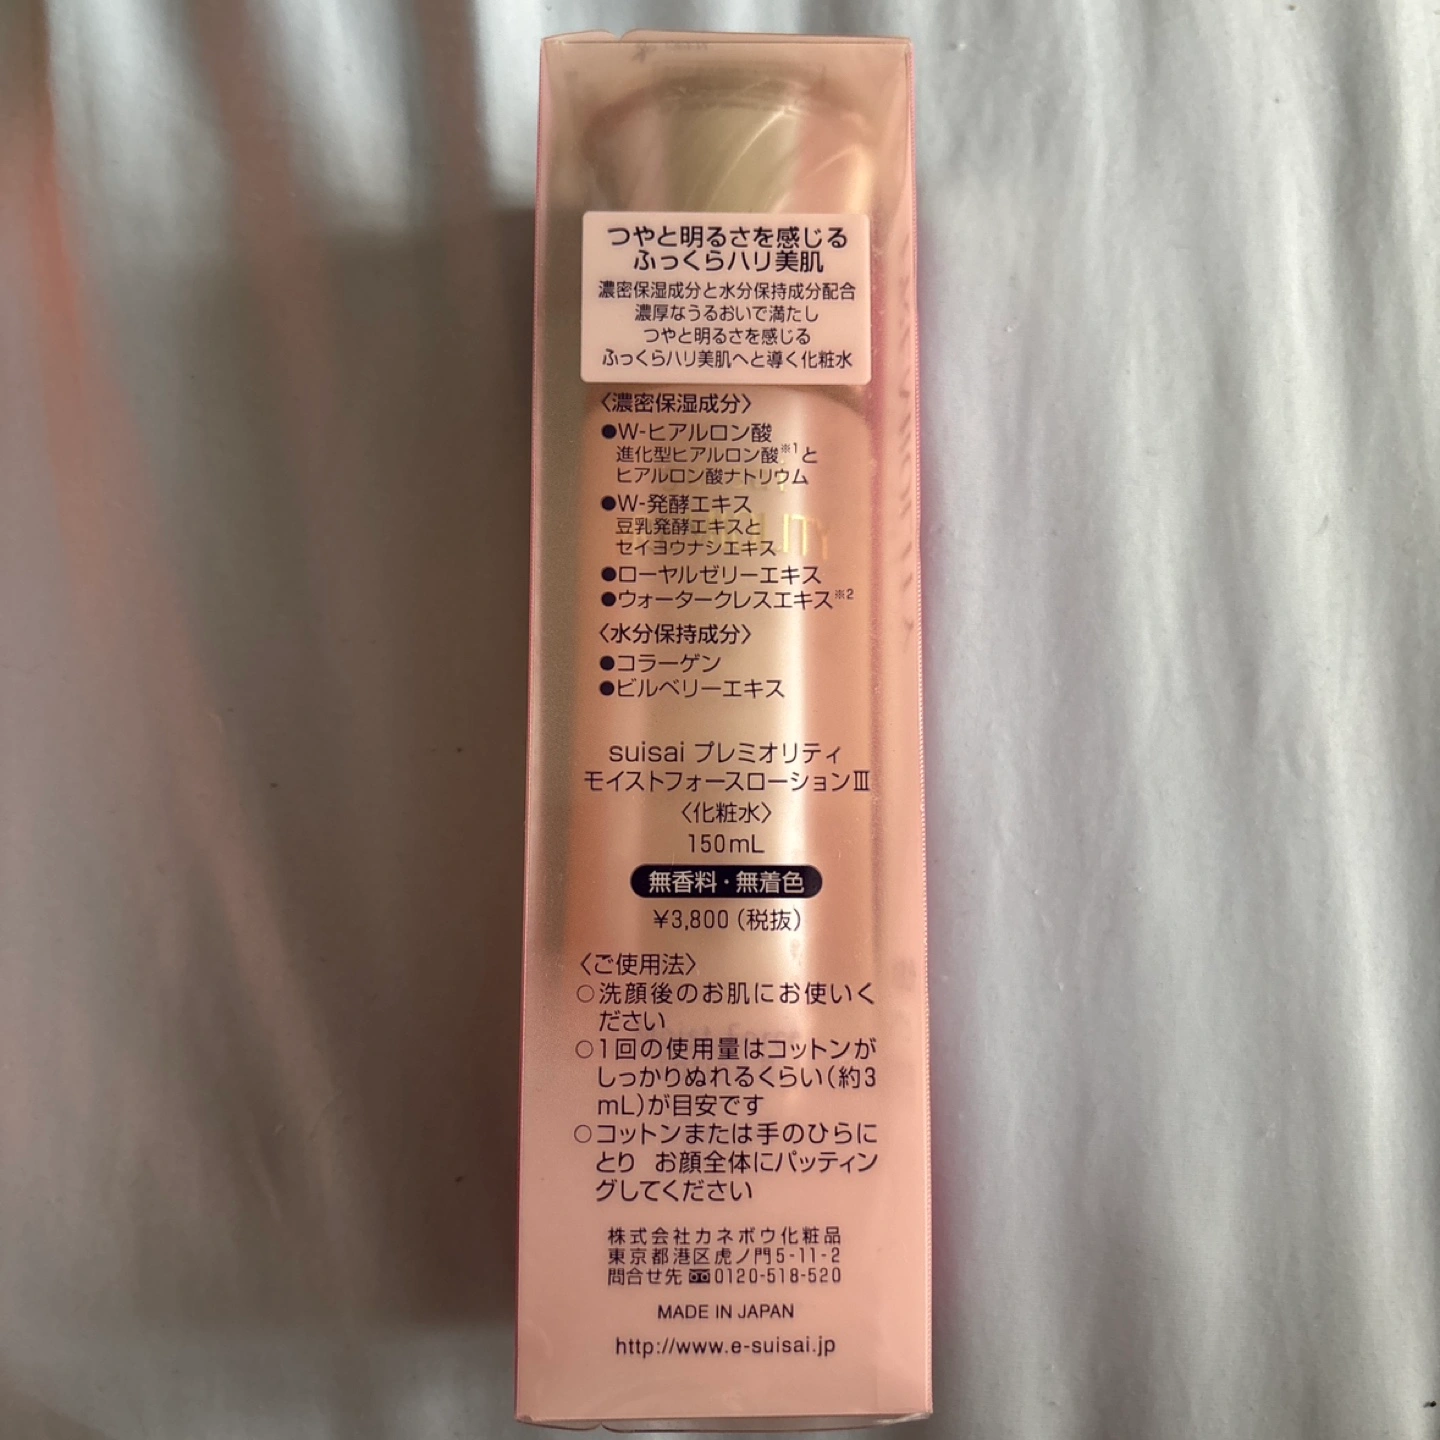 つやと明るさを感じる
ふっくらハリ美肌
濃密保湿成分と水分保持成分配合
濃厚なうるおいで満たし
つやと明るさを感じる
ふっくらハリ美肌へと導く化粧水
〈濃密保湿成分〉
●W-ヒアルロン酸
進化型ヒアルロン酸※1と
ヒアルロン酸ナトリウム
●W-発酵エキス
豆乳発酵エキスと
セイヨウナシエキス
●ローヤルゼリーエキス
●ウォータークレスエキス※2
〈水分保持成分〉
●コラーゲン
●ビルベリーエキス
suisai プレミオリティ
モイストフォースローションⅢ
〈化粧水〉
150mL
無香料・無着色
¥3,800（税抜）
〈ご使用法〉
○洗顔後のお肌にお使いく
ださい
○1回の使用量はコットンが
しっかりぬれるくらい（約3
mL）が目安です
○コットンまたは手のひらに
とり お顔全体にパッティン
グしてください
株式会社カネボウ化粧品
東京都港区虎ノ門5-11-2
問合せ先 0120-518-520
MADE IN JAPAN
http://www.e-suisai.jp